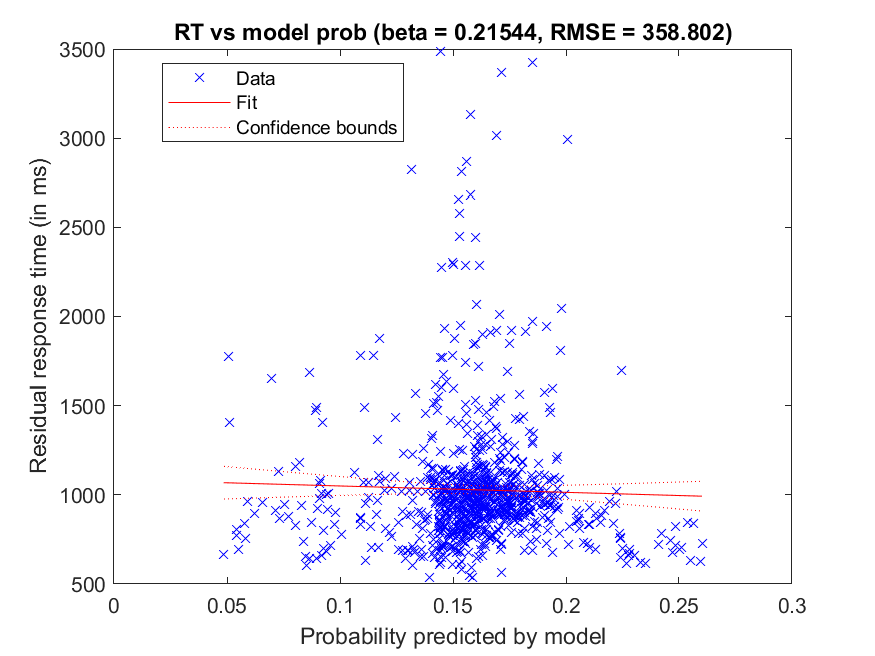 RT vs model prob (beta = 0.21544, RMSE = 358.802)
3500
3000
2500
2000
1500
1000
500
Residual response time (in ms)
Data
Fit
Confidence bounds
0
0.05
0.1
0.15
0.2
0.25
0.3
Probability predicted by model